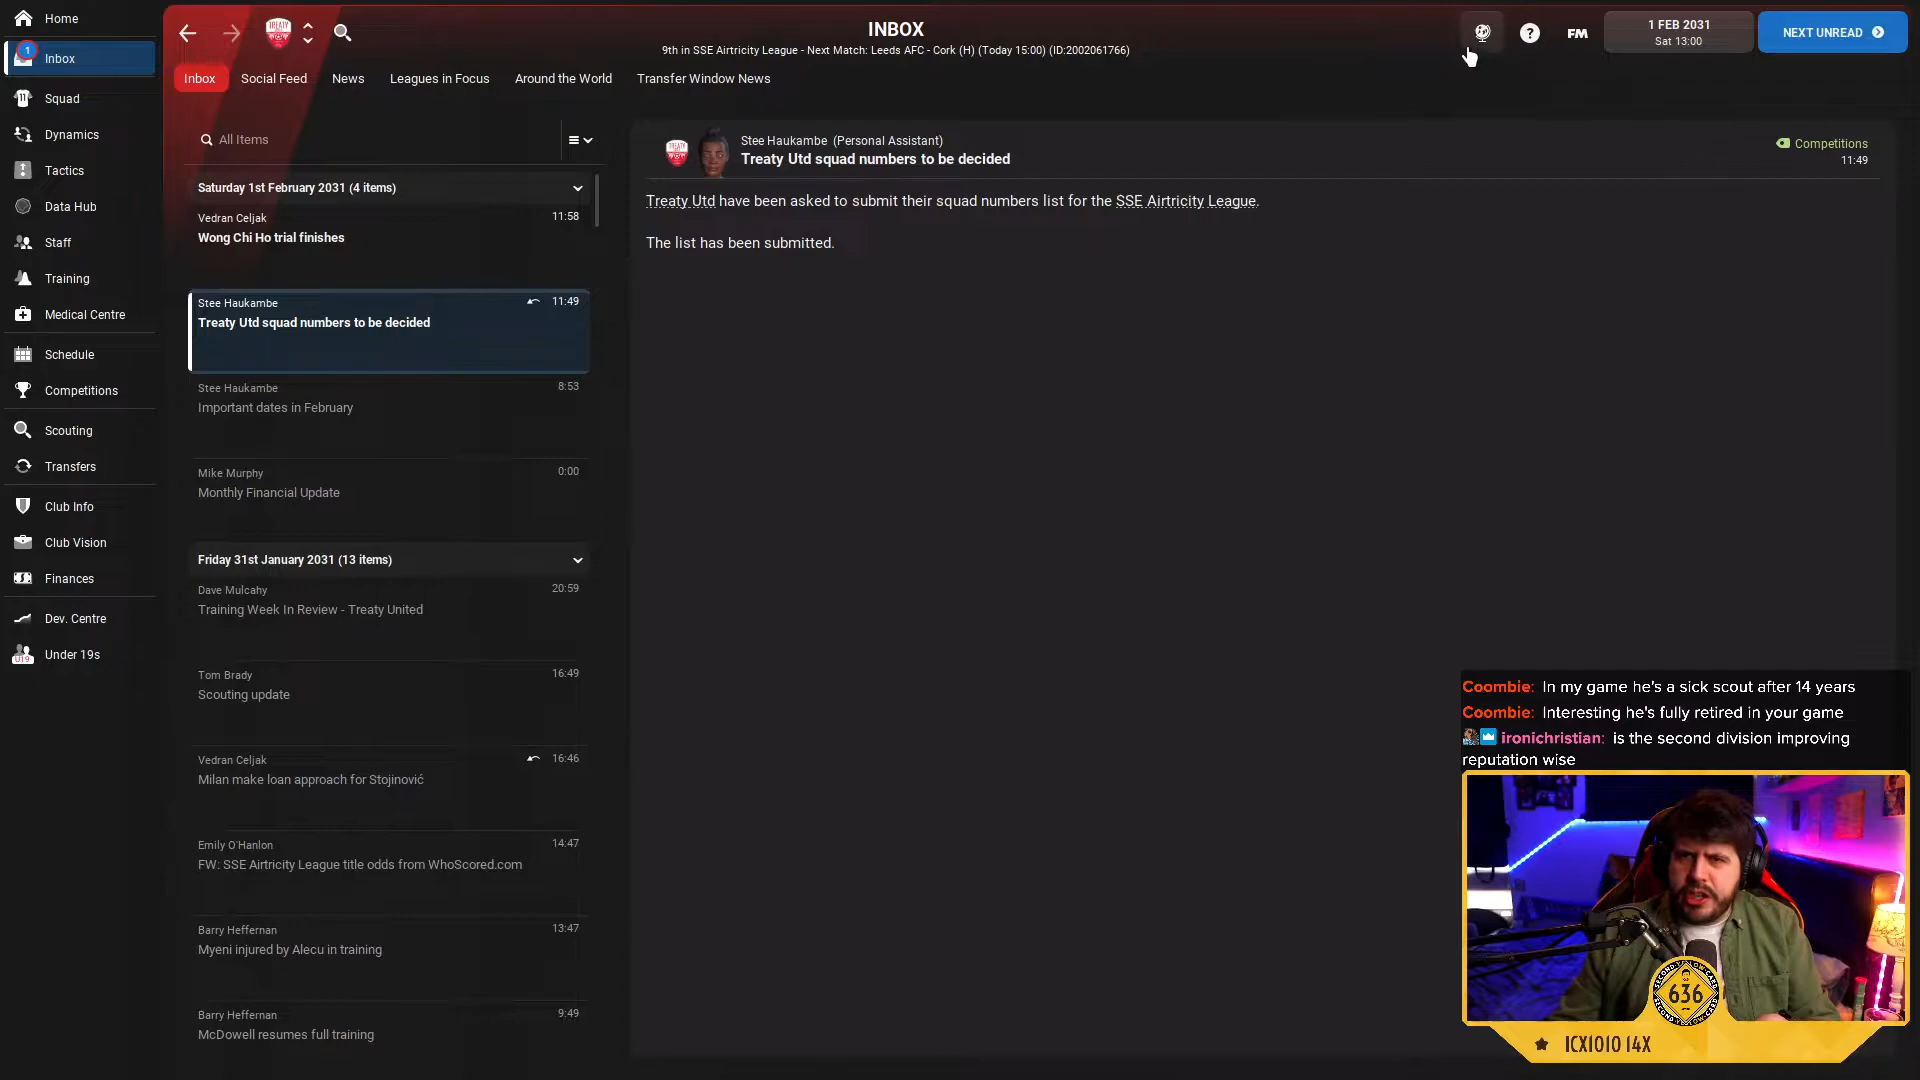 Home
1
Inbox
Squad
Dynamics
Tactics
Data Hub
Staff
Training
Medical Centre
Schedule
Competitions
Scouting
Transfers
Club Info
Club Vision
Finances
Dev. Centre
U19
Under 19s
TREATY
INBOX
9th in SSE Airtricity League - Next Match: Leeds AFC - Cork (H) (Today 15:00) (ID:2002061766)
?
FM
1 FEB 2031
Sat 13:00
NEXT UNREAD
Inbox
Social Feed
News
Leagues in Focus
Around the World
Transfer Window News
All Items
Saturday 1st February 2031 (4 items)
Vedran Celjak
11:58
Wong Chi Ho trial finishes
Stee Haukambe
11:49
Treaty Utd squad numbers to be decided
Stee Haukambe
8:53
Important dates in February
Mike Murphy
0:00
Monthly Financial Update
Friday 31st January 2031 (13 items)
Dave Mulcahy
20:59
Training Week In Review - Treaty United
Tom Brady
16:49
Scouting update
Vedran Celjak
16:46
Milan make loan approach for Stojinović
Emily O'Hanlon
14:47
FW: SSE Airtricity League title odds from WhoScored.com
Barry Heffernan
13:47
Myeni injured by Alecu in training
Barry Heffernan
9:49
McDowell resumes full training
TREATY
Stee Haukambe (Personal Assistant)
Treaty Utd squad numbers to be decided
Competitions
11:49
Treaty Utd have been asked to submit their squad numbers list for the SSE Airtricity League.
The list has been submitted.
Coombie: In my game he's a sick scout after 14 years
Coombie: Interesting he's fully retired in your game
ironichristian: is the second division improving
reputation wise
SECOND YELLOW CARD
636
SECOND YELLOW CARD
ICX1010 14X